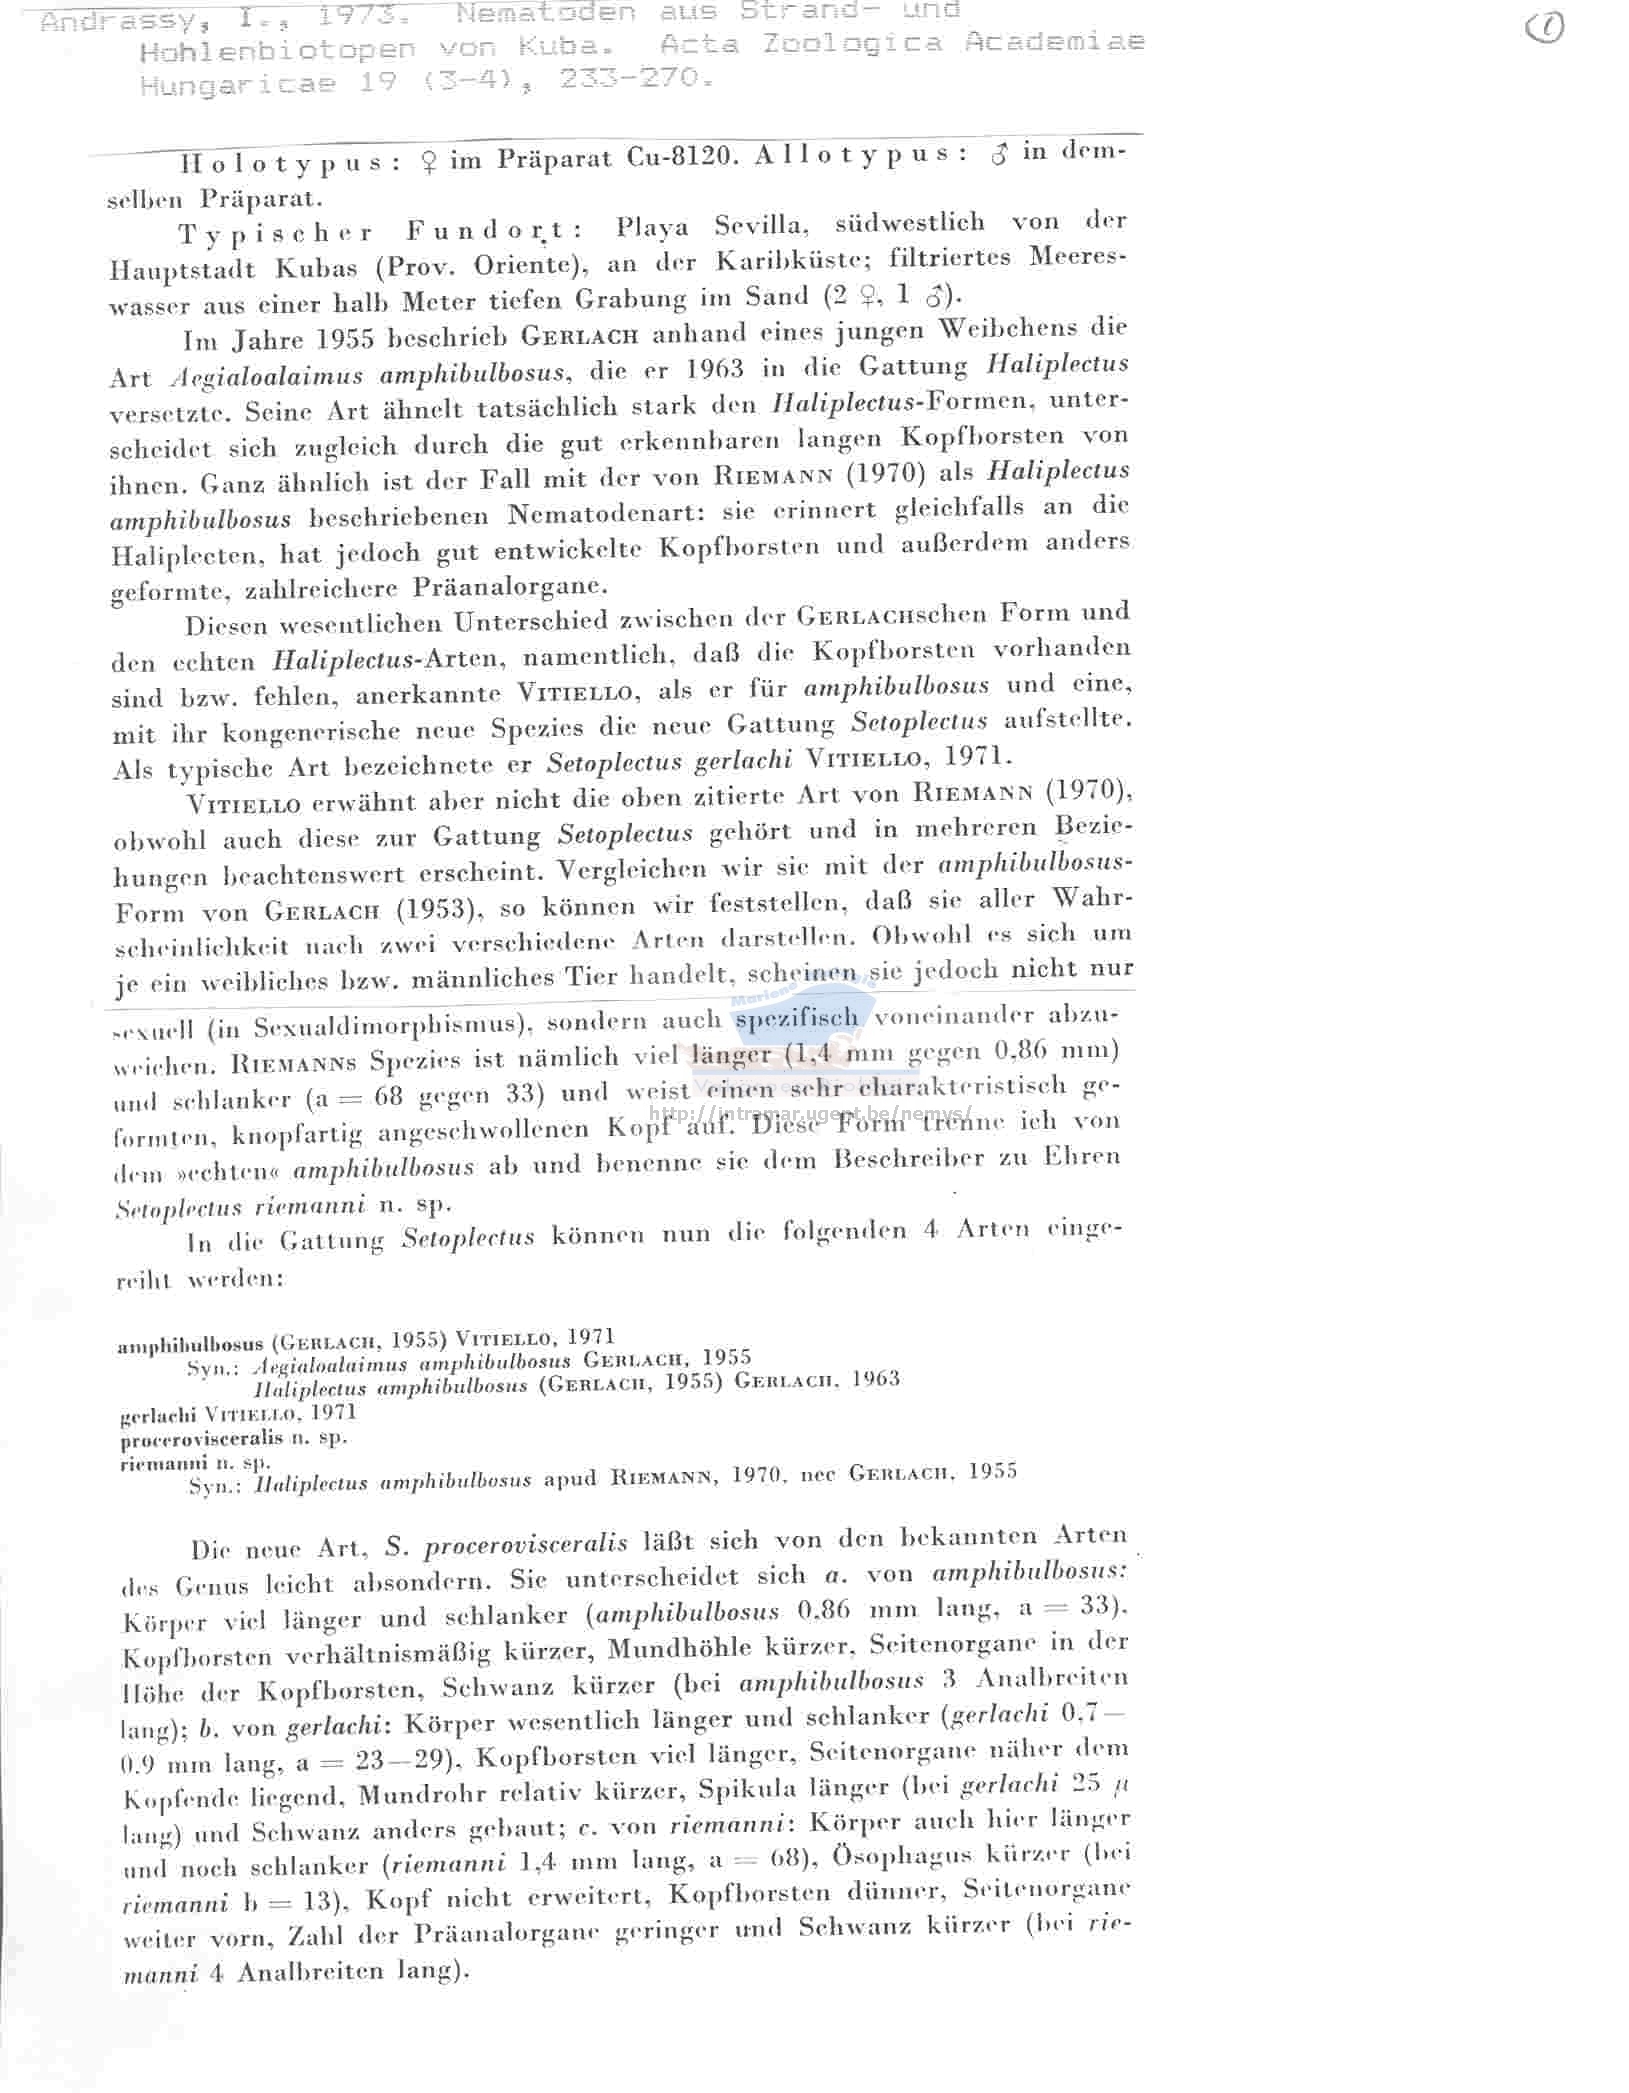 Andrassy, I., 1973. Nematoden aus Strand- und
Hohlenbiotopen von Kuba. Acta Zoologica Academiae
Hungaricae 19 (3-4), 233-270.
Holotypus: ♀ im Präparat Cu-8120. Allotypus: ♂ in dem-
selben Präparat.
Typischer Fundort: Playa Sevilla, südwestlich von der
Hauptstadt Kubas (Prov. Oriente), an der Karibküste; filtriertes Meeres-
wasser aus einer halb Meter tiefen Grabung im Sand (2 ♀, 1 ♂).
Im Jahre 1955 beschrieb GERLACH anhand eines jungen Weibchens die
Art Aegialoalaimus amphibulbosus, die er 1963 in die Gattung Haliplectus
versetzte. Seine Art ähnelt tatsächlich stark den Haliplectus-Formen, unter-
scheidet sich zugleich durch die gut erkennbaren langen Kopfborsten von
ihnen. Ganz ähnlich ist der Fall mit der von RIEMANN (1970) als Haliplectus
amphibulbosus beschriebenen Nematodenart: sie erinnert gleichfalls an die
Haliplecten, hat jedoch gut entwickelte Kopfborsten und außerdem anders
geformte, zahlreichere Präanalorgane.
Diesen wesentlichen Unterschied zwischen der GERLACHschen Form und
den echten Haliplectus-Arten, namentlich, daß die Kopfborsten vorhanden
sind bzw. fehlen, anerkannte VITIELLO, als er für amphibulbosus und eine,
mit ihr kongenerische neue Spezies die neue Gattung Setoplectus aufstellte.
Als typische Art bezeichnete er Setoplectus gerlachi VITIELLO, 1971.
VITIELLO erwähnt aber nicht die oben zitierte Art von RIEMANN (1970),
obwohl auch diese zur Gattung Setoplectus gehört und in mehreren Bezie-
hungen beachtenswert erscheint. Vergleichen wir sie mit der amphibulbosus-
Form von GERLACH (1953), so können wir feststellen, daß sie aller Wahr-
scheinlichkeit nach zwei verschiedene Arten darstellen. Obwohl es sich um
je ein weibliches bzw. männliches Tier handelt, scheinen sie jedoch nicht nur
sexuell (in Sexualdimorphismus), sondern auch spezifisch voneinander abzu-
weichen. RIEMANNs Spezies ist nämlich viel länger (1,4 mm gegen 0,86 mm)
und schlanker (a = 68 gegen 33) und weist einen sehr charakteristisch ge-
http://intramar.ugent.be/nemys/
formten, knopfartig angeschwollenen Kopf auf. Diese Form trenne ich von
dem »echten« amphibulbosus ab und benenne sie dem Beschreiber zu Ehren
Setoplectus riemanni n. sp.
In die Gattung Setoplectus können nun die folgenden 4 Arten einge-
reiht werden:
amphibulbosus (GERLACH, 1955) VITIELLO, 1971
Syn.: Aegialoalaimus amphibulbosus GERLACH, 1955
Haliplectus amphibulbosus (GERLACH, 1955) GERLACH, 1963
gerlachi VITIELLO, 1971
procerovisceralis n. sp.
riemanni n. sp.
Syn.: Haliplectus amphibulbosus apud RIEMANN, 1970, nec GERLACH, 1955
Die neue Art, S. procerovisceralis läßt sich von den bekannten Arten
des Genus leicht absondern. Sie unterscheidet sich a. von amphibulbosus:
Körper viel länger und schlanker (amphibulbosus 0,86 mm lang, a = 33),
Kopfborsten verhältnismäßig kürzer, Mundhöhle kürzer, Seitenorgane in der
Höhe der Kopfborsten, Schwanz kürzer (bei amphibulbosus 3 Analbreiten
lang); b. von gerlachi: Körper wesentlich länger und schlanker (gerlachi 0,7—
0,9 mm lang, a = 23—29), Kopfborsten viel länger, Seitenorgane näher dem
Kopfende liegend, Mundrohr relativ kürzer, Spikula länger (bei gerlachi 25 μ
lang) und Schwanz anders gebaut; c. von riemanni: Körper auch hier länger
und noch schlanker (riemanni 1,4 mm lang, a = 68), Ösophagus kürzer (bei
riemanni b = 13), Kopf nicht erweitert, Kopfborsten dünner, Seitenorgane
weiter vorn, Zahl der Präanalorgane geringer und Schwanz kürzer (bei rie-
manni 4 Analbreiten lang).